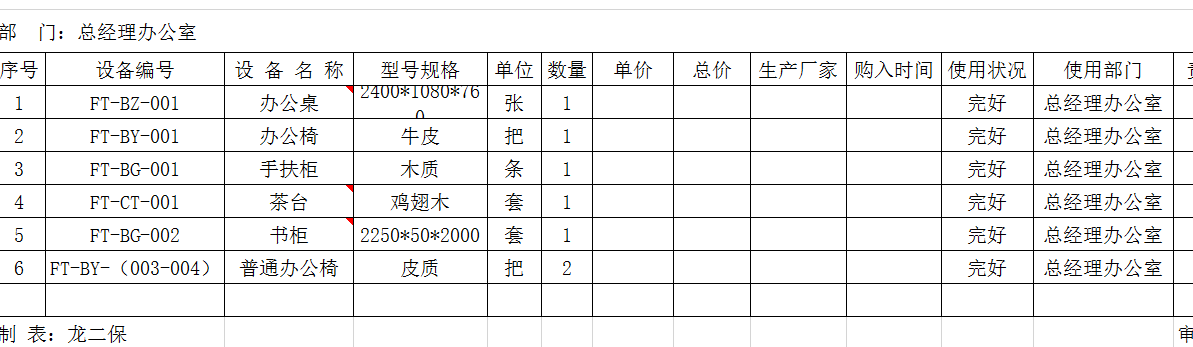 部 门：总经理办公室
序号 设备编号 设 备 名 称 型号规格 单位 数量 单价 总价 生产厂家 购入时间 使用状况 使用部门
1 FT-BZ-001 办公桌 2400*1080*760 张 1 完好 总经理办公室
2 FT-BY-001 办公椅 牛皮 把 1 完好 总经理办公室
3 FT-BG-001 手扶柜 木质 条 1 完好 总经理办公室
4 FT-CT-001 茶台 鸡翅木 套 1 完好 总经理办公室
5 FT-BG-002 书柜 2250*50*2000 套 1 完好 总经理办公室
6 FT-BY-（003-004） 普通办公椅 皮质 把 2 完好 总经理办公室
制 表：龙二保 审